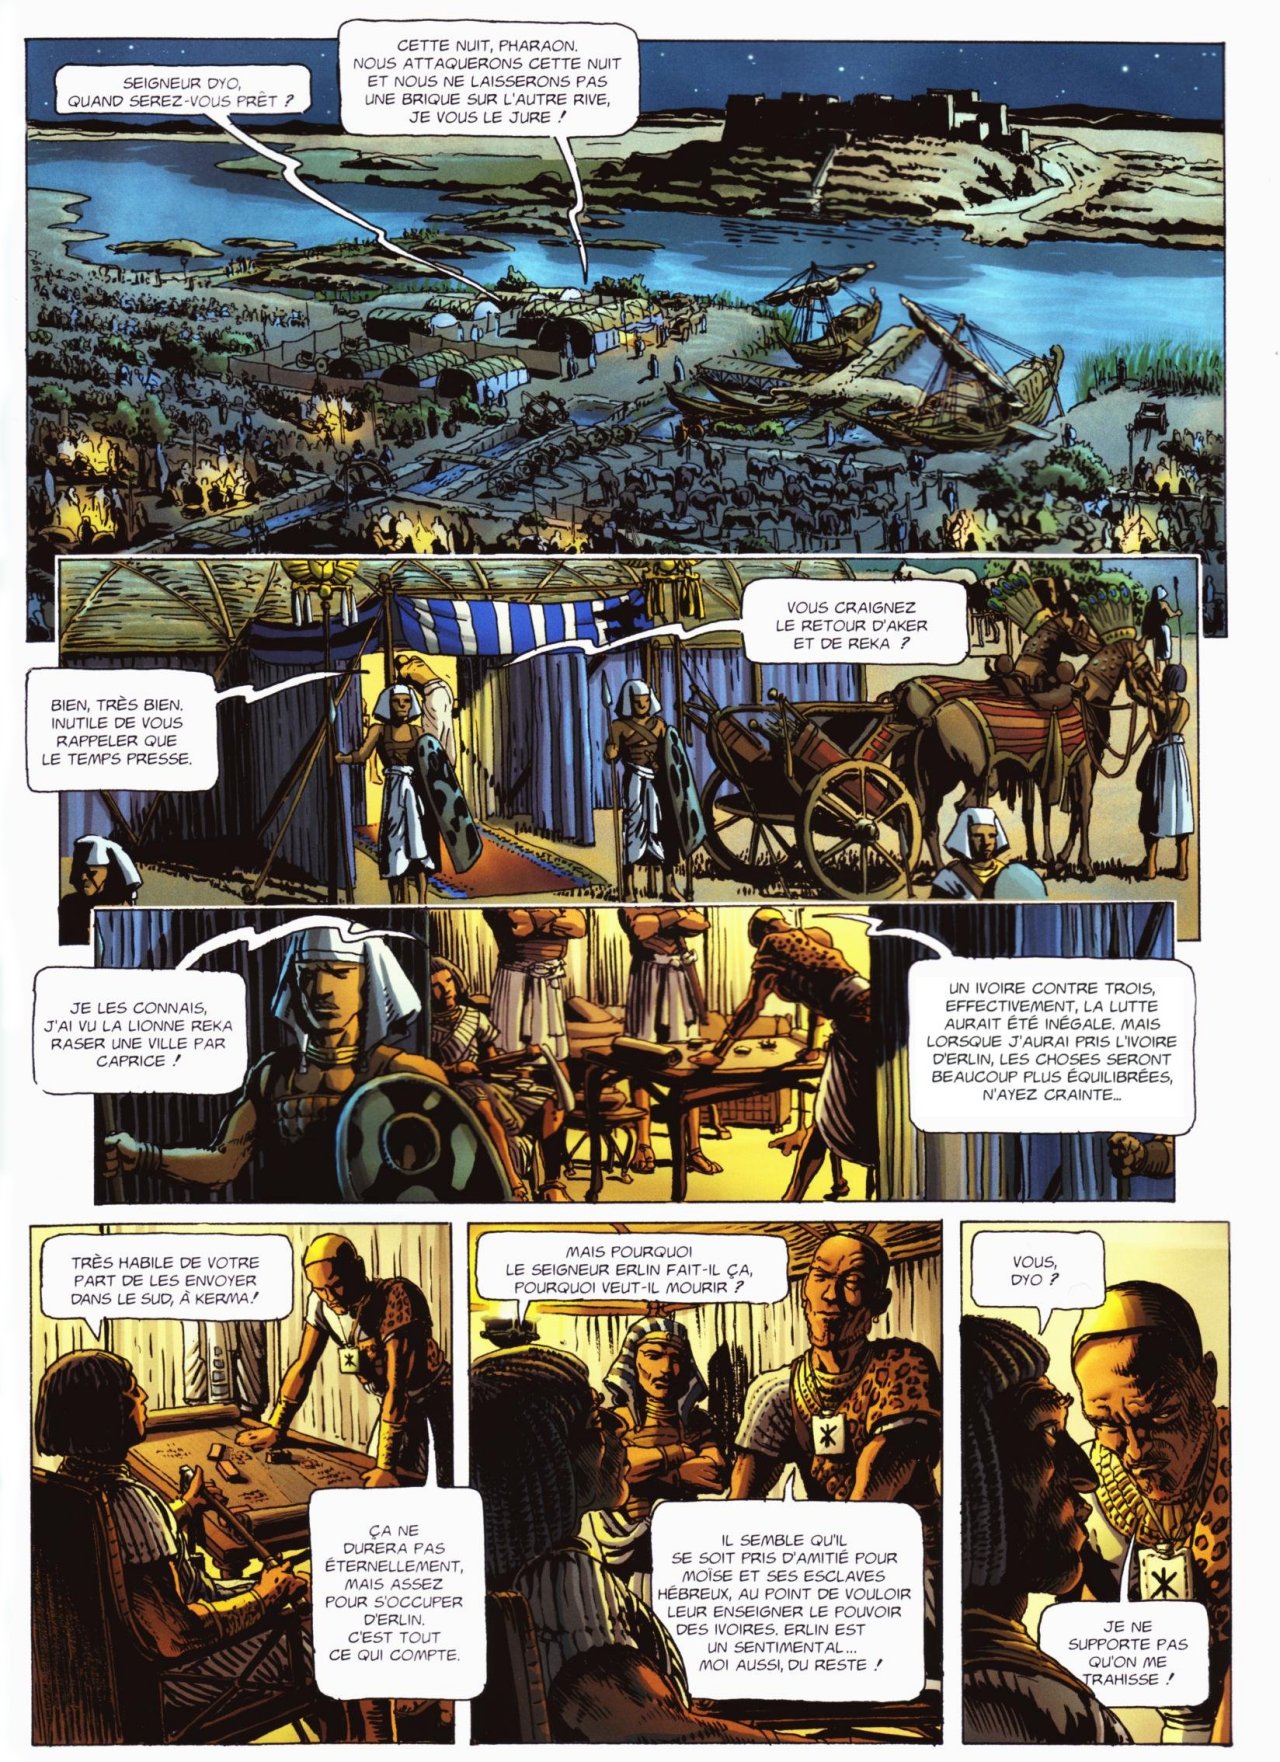 SEIGNEUR DYO,
QUAND SEREZ-VOUS PRÊT ?
CETTE NUIT, PHARAON.
NOUS ATTAQUERONS CETTE NUIT
ET NOUS NE LAISSERONS PAS
UNE BRIQUE SUR L'AUTRE RIVE,
JE VOUS LE JURE !
BIEN, TRÈS BIEN.
INUTILE DE VOUS
RAPPELER QUE
LE TEMPS PRESSE.
VOUS CRAIGNEZ
LE RETOUR D'AKER
ET DE REKA ?
JE LES CONNAIS,
J'AI VU LA LIONNE REKA
RASER UNE VILLE PAR
CAPRICE !
UN IVOIRE CONTRE TROIS,
EFFECTIVEMENT, LA LUTTE
AURAIT ÉTÉ INÉGALE. MAIS
LORSQUE J'AURAI PRIS L'IVOIRE
D'ERLIN, LES CHOSES SERONT
BEAUCOUP PLUS ÉQUILIBRÉES,
N'AYEZ CRAINTE...
TRÈS HABILE DE VOTRE
PART DE LES ENVOYER
DANS LE SUD, À KERMA!
ÇA NE
DURERA PAS
ÉTERNELLEMENT,
MAIS ASSEZ
POUR S'OCCUPER
D'ERLIN.
C'EST TOUT
CE QUI COMPTE.
MAIS POURQUOI
LE SEIGNEUR ERLIN FAIT-IL ÇA,
POURQUOI VEUT-IL MOURIR ?
IL SEMBLE QU'IL
SE SOIT PRIS D'AMITIÉ POUR
MOÏSE ET SES ESCLAVES
HÉBREUX, AU POINT DE VOULOIR
LEUR ENSEIGNER LE POUVOIR
DES IVOIRES. ERLIN EST
UN SENTIMENTAL...
MOI AUSSI, DU RESTE !
VOUS,
DYO ?
JE NE
SUPPORTE PAS
QU'ON ME
TRAHISSE !